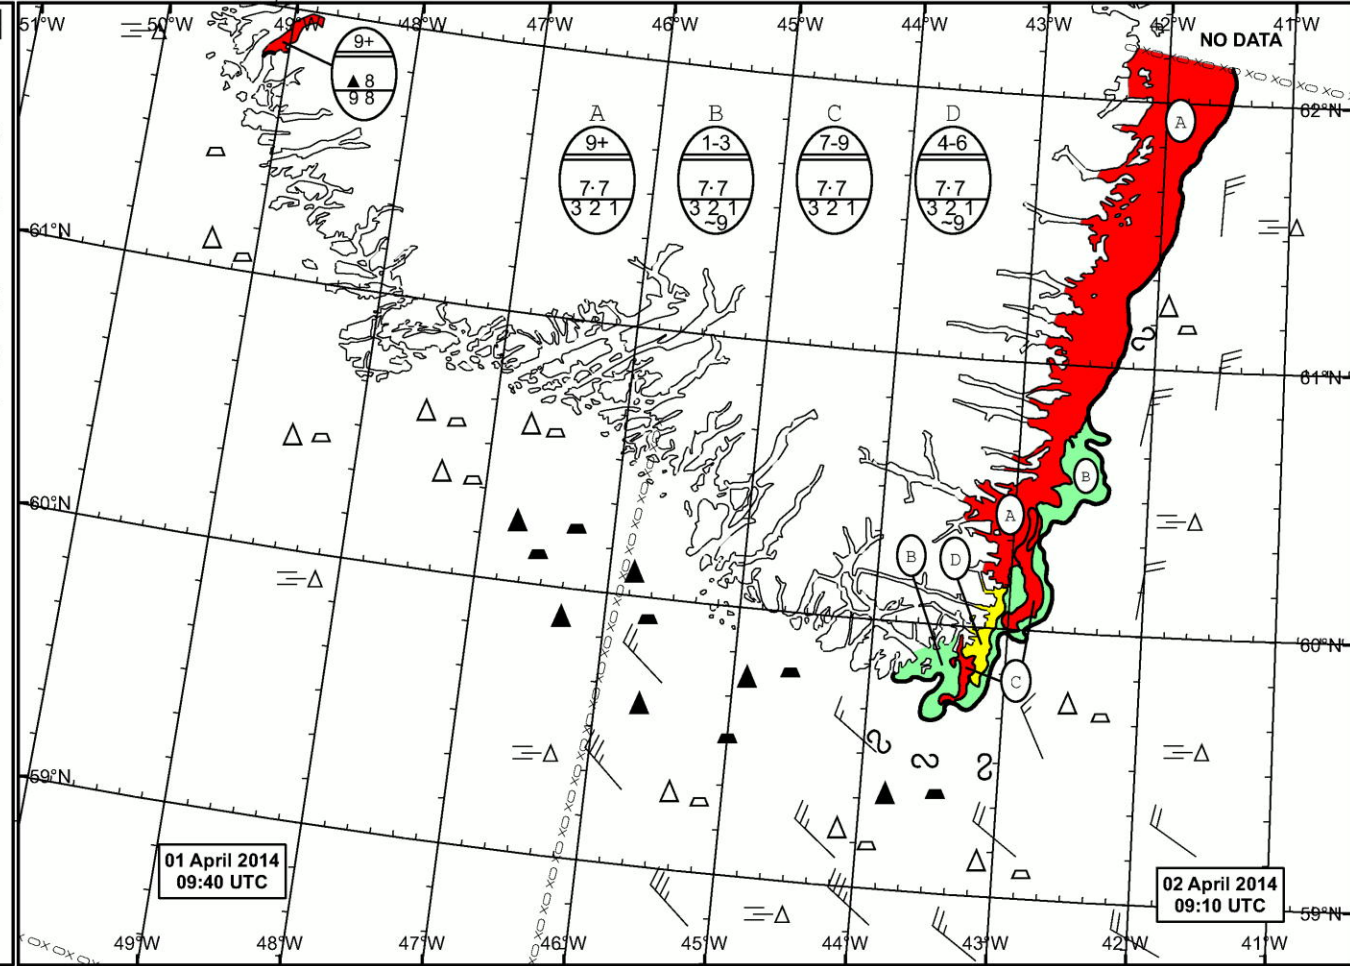 51°W 50°W 49°W 48°W 47°W 46°W 45°W 44°W 43°W 42°W 41°W
NO DATA
9+
▲ 8
9 8
62°N
A
A B C D
9+ 1-3 7-9 4-6
7·7 7·7 7·7 7·7
3 2 1 3 2 1 3 2 1 3 2 1
~9 ~9
61°N
61°N
B
60°N
A
B D
60°N
C
59°N
01 April 2014
09:40 UTC
02 April 2014
09:10 UTC
59°N
49°W 48°W 47°W 46°W 45°W 44°W 43°W 42°W 41°W